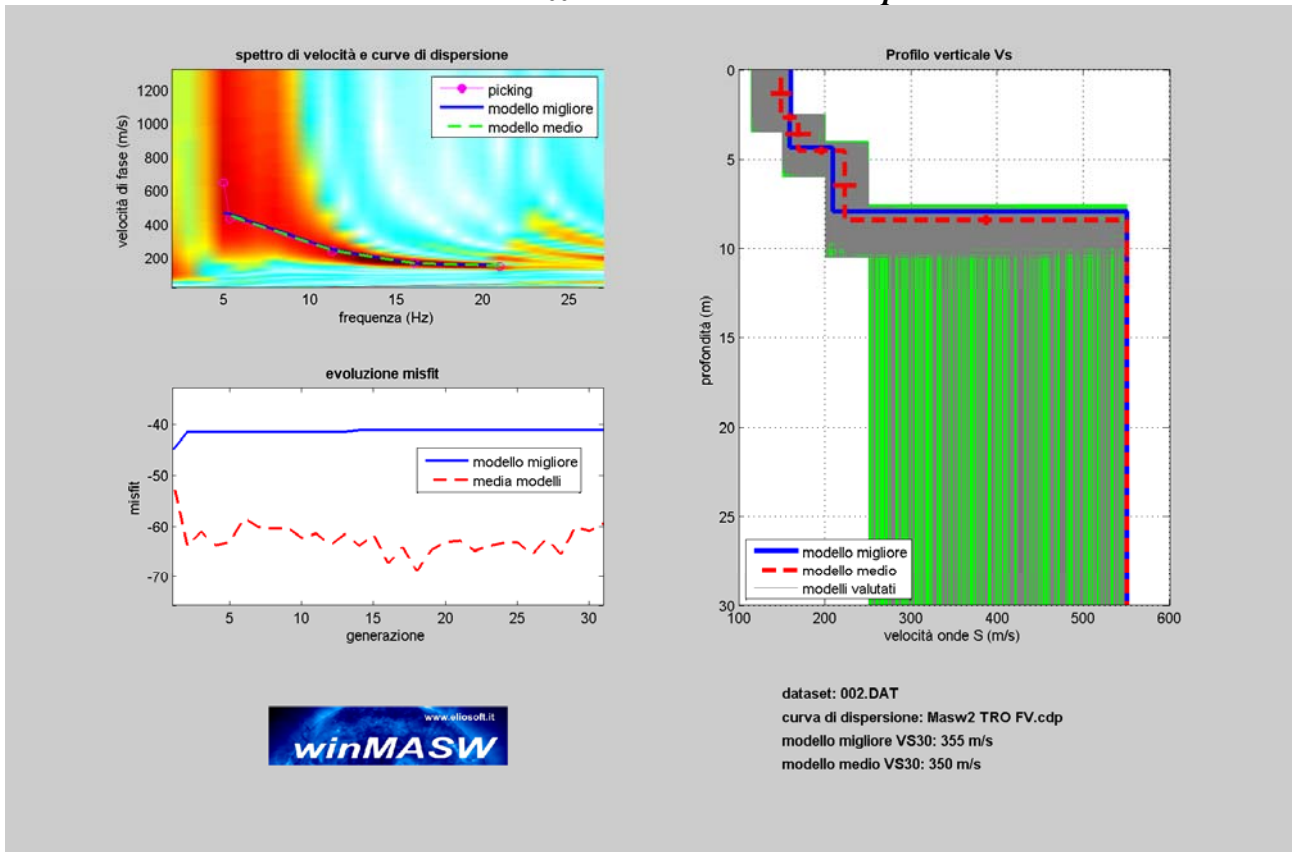 spettro di velocità e curve di dispersione
1200
1000
800
600
400
200
velocità di fase (m/s)
picking
modello migliore
modello medio
5
10
15
20
25
frequenza (Hz)
evoluzione misfit
-40
-50
-60
-70
misfit
modello migliore
media modelli
5
10
15
20
25
30
generazione
www.eliosoft.it
winMASW
Profilo verticale Vs
0
5
10
15
20
25
30
profondità (m)
modello migliore
modello medio
modelli valutati
100
200
300
400
500
600
velocità onde S (m/s)
dataset: 002.DAT
curva di dispersione: Masw2 TRO FV.cdp
modello migliore VS30: 355 m/s
modello medio VS30: 350 m/s